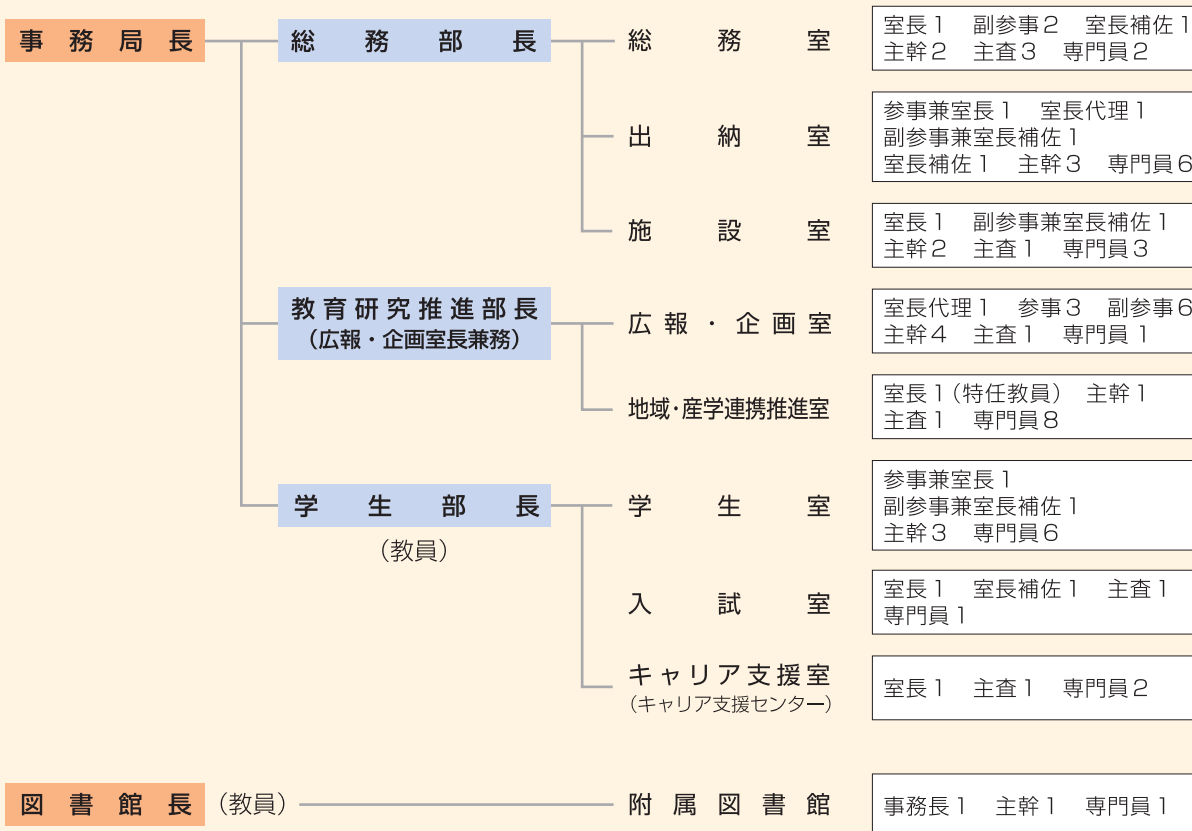 事務局長
総務部長
総務室
室長1 副参事2 室長補佐1
主幹2 主査3 専門員2
出納室
参事兼室長1 室長代理1
副参事兼室長補佐1
室長補佐1 主幹3 専門員6
施設室
室長1 副参事兼室長補佐1
主幹2 主査1 専門員3
教育研究推進部長
(広報・企画室長兼務)
広報・企画室
室長代理1 参事3 副参事6
主幹4 主査1 専門員1
地域・産学連携推進室
室長1(特任教員) 主幹1
主査1 専門員8
学生部長
(教員)
学生室
参事兼室長1
副参事兼室長補佐1
主幹3 専門員6
入試室
室長1 室長補佐1 主査1
専門員1
キャリア支援室
(キャリア支援センター)
室長1 主査1 専門員2
図書館長(教員)
附属図書館
事務長1 主幹1 専門員1